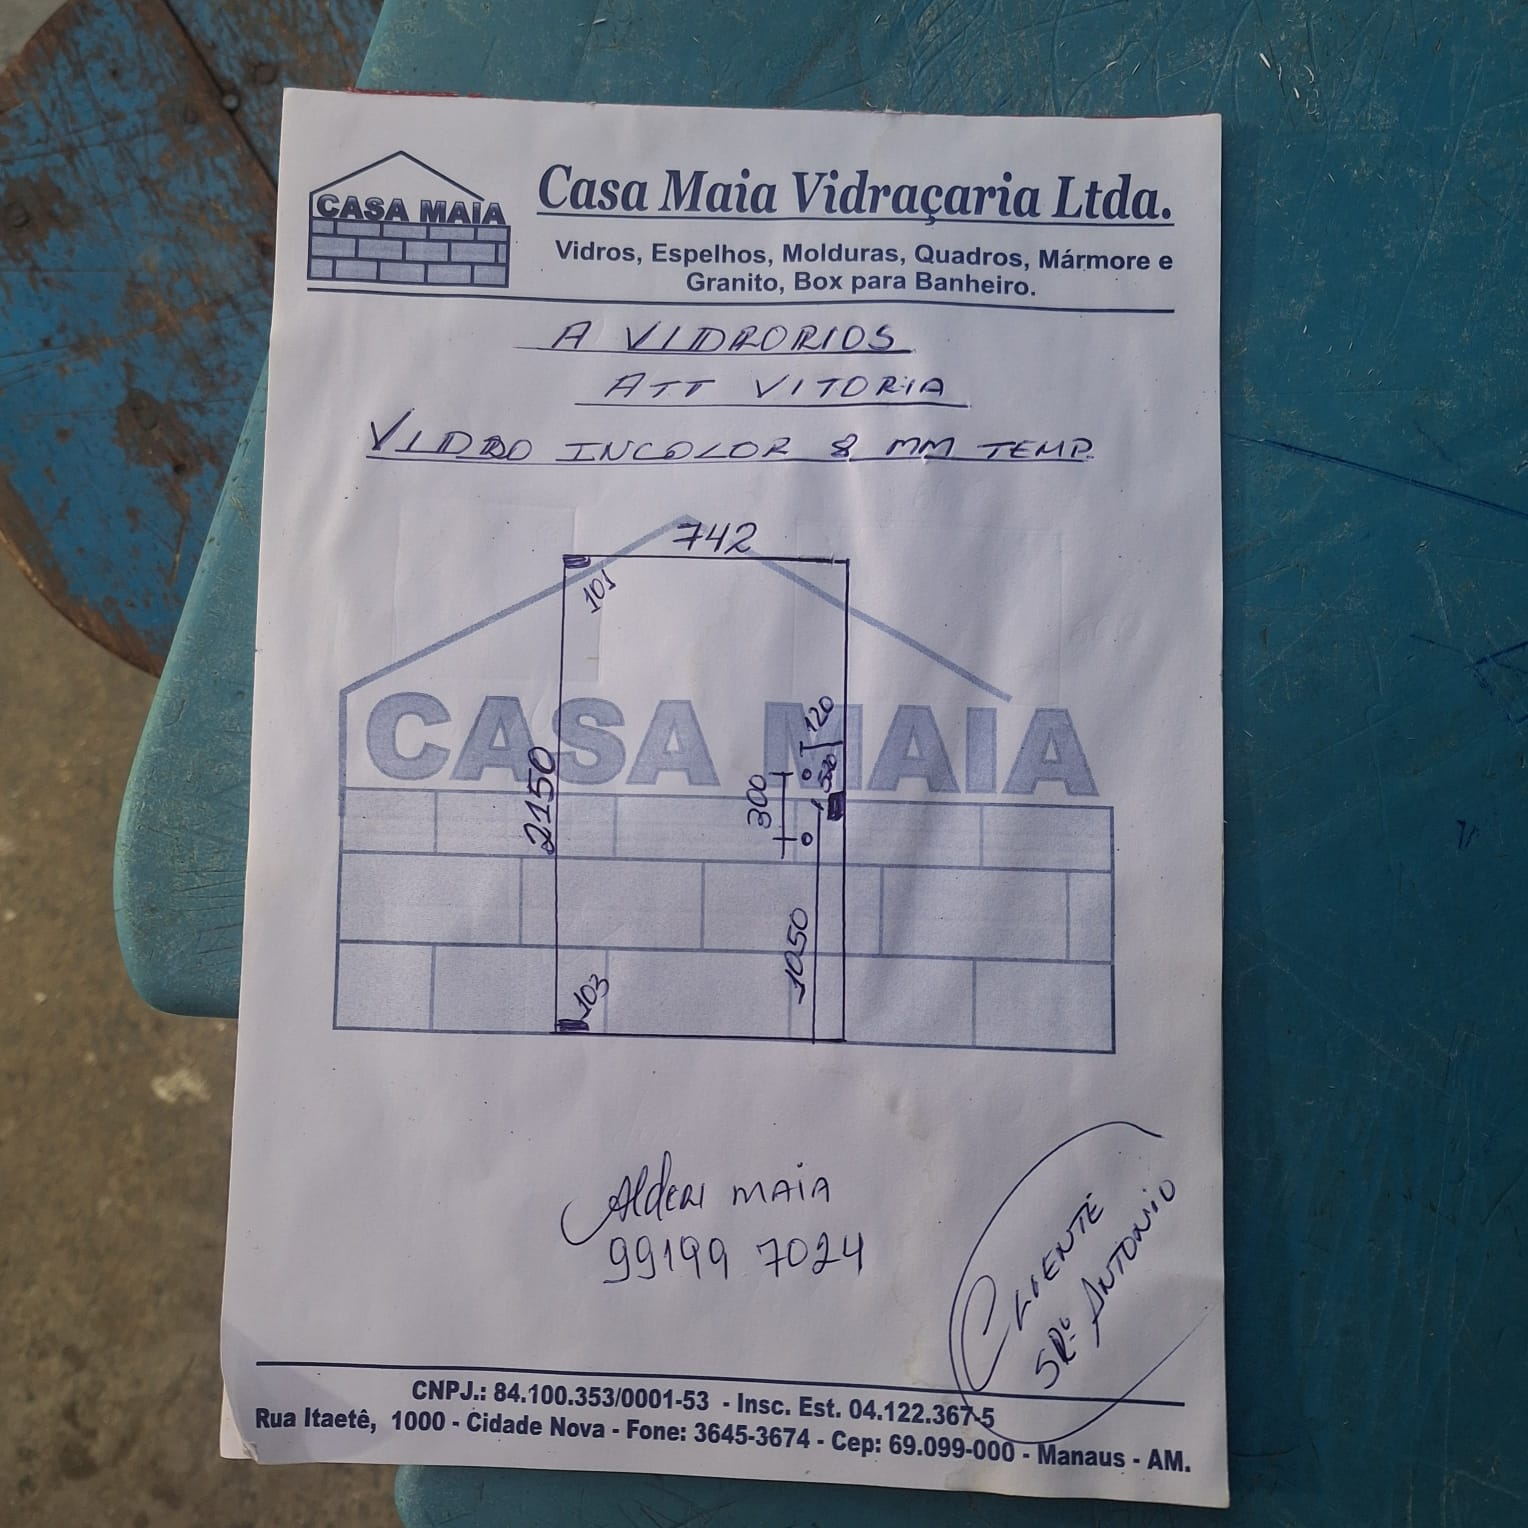 CASA MAIA
Casa Maia Vidraçaria Ltda.
Vidros, Espelhos, Molduras, Quadros, Mármore e
Granito, Box para Banheiro.
A VIDRORIOS
ATT VITORIA
VIDRO INCOLOR 8 MM TEMP.
742
101
CASA MAIA
120
2150
300
1050
103
Alderi MAIA
99199 7024
CLIENTE
SRº ANTONIO
CNPJ.: 84.100.353/0001-53 - Insc. Est. 04.122.367-5
Rua Itaetê, 1000 - Cidade Nova - Fone: 3645-3674 - Cep: 69.099-000 - Manaus - AM.